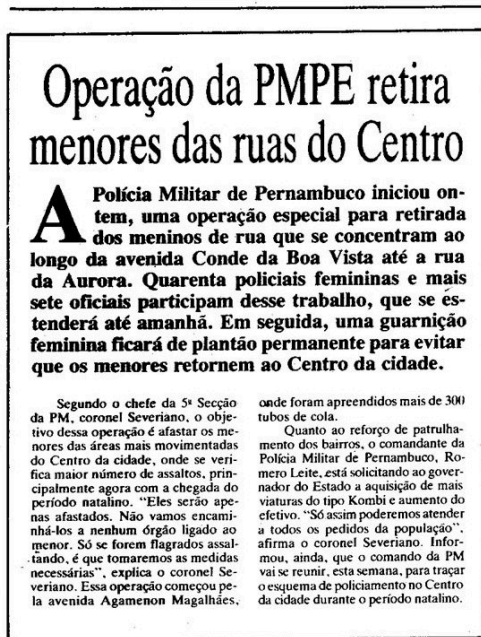 Operação da PMPE retira
menores das ruas do Centro
A Polícia Militar de Pernambuco iniciou on-
tem, uma operação especial para retirada
dos meninos de rua que se concentram ao
longo da avenida Conde da Boa Vista até a rua
da Aurora. Quarenta policiais femininas e mais
sete oficiais participam desse trabalho, que se es-
tenderá até amanhã. Em seguida, uma guarnição
feminina ficará de plantão permanente para evitar
que os menores retornem ao Centro da cidade.
Segundo o chefe da 5ª Secção
da PM, coronel Severiano, o obje-
tivo dessa operação é afastar os me-
nores das áreas mais movimentadas
do Centro da cidade, onde se veri-
fica maior número de assaltos, prin-
cipalmente agora com a chegada do
período natalino. “Eles serão ape-
nas afastados. Não vamos encami-
nhá-los a nenhum órgão ligado ao
menor. Só se forem flagrados assal-
tando, é que tomaremos as medidas
necessárias”, explica o coronel Se-
veriano. Essa operação começou pe-
la avenida Agamenon Magalhães,
onde foram apreendidos mais de 300
tubos de cola.
Quanto ao reforço de patrulha-
mento dos bairros, o comandante da
Polícia Militar de Pernambuco, Ro-
mero Leite, está solicitando ao gover-
nador do Estado a aquisição de mais
viaturas do tipo Kombi e aumento do
efetivo. “Só assim poderemos atender
a todos os pedidos da população”,
afirma o coronel Severiano. Infor-
mou, ainda, que o comando da PM
vai se reunir, esta semana, para traçar
o esquema de policiamento no Centro
da cidade durante o período natalino.